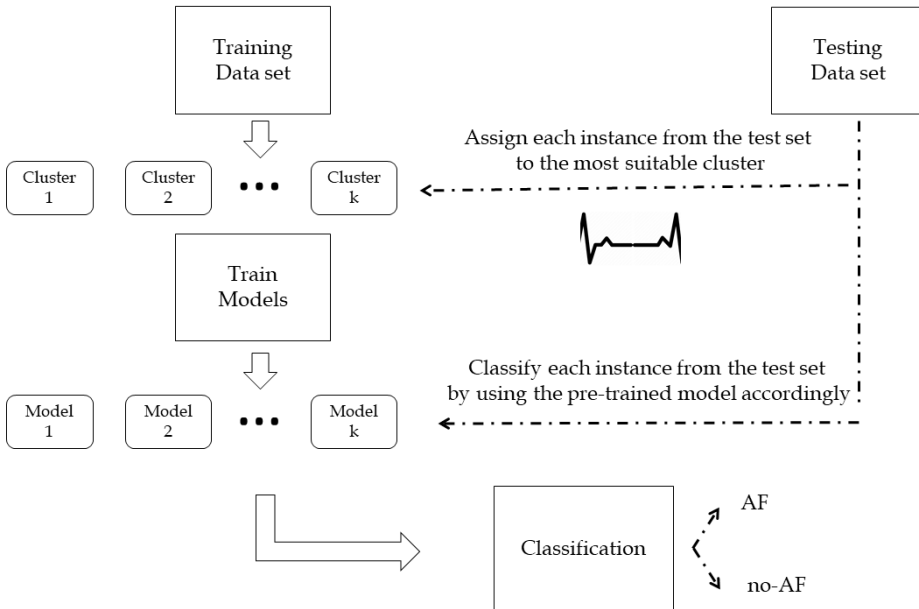 Training
Data set
Testing
Data set
Assign each instance from the test set
to the most suitable cluster
Cluster
1
Cluster
2
...
Cluster
k
Train
Models
Classify each instance from the test set
by using the pre-trained model accordingly
Model
1
Model
2
...
Model
k
Classification
AF
no-AF